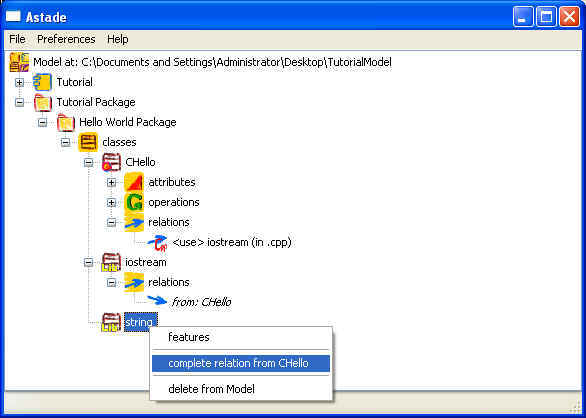 Astade
File Preferences Help
Model at: C:\Documents and Settings\Administrator\Desktop\TutorialModel
Tutorial
Tutorial Package
Hello World Package
classes
CHello
attributes
operations
relations
<use> iostream (in .cpp)
iostream
relations
from: CHello
string
features
complete relation from CHello
delete from Model